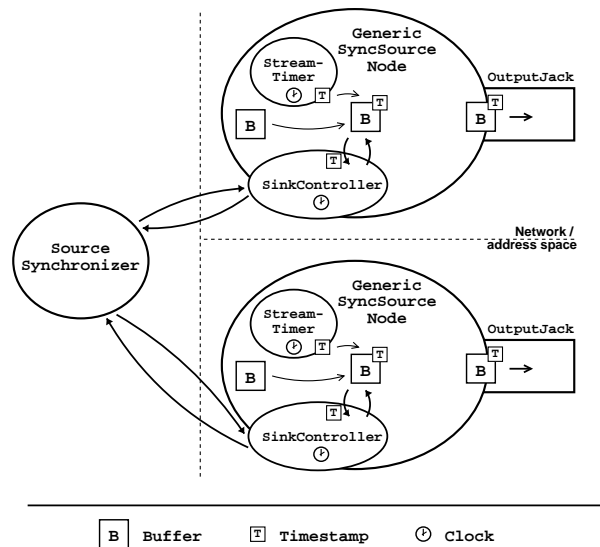 Generic
SyncSource
Node
Stream-
Timer
T
T
B
B
OutputJack
T
B
T
SinkController
Source
Synchronizer
Network /
address space
Generic
SyncSource
Node
Stream-
Timer
T
T
B
B
OutputJack
T
B
T
SinkController
B Buffer
T Timestamp
Clock